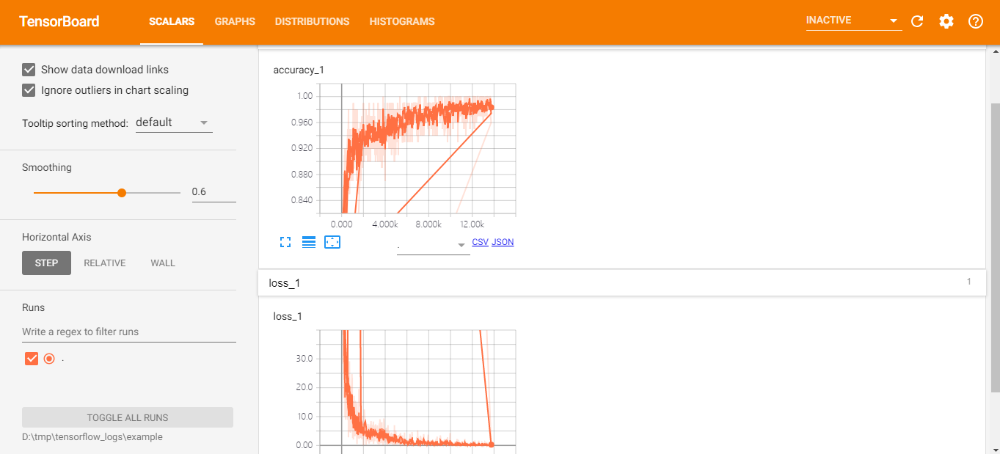 TensorBoard SCALARS GRAPHS DISTRIBUTIONS HISTOGRAMS INACTIVE
Show data download links
Ignore outliers in chart scaling
Tooltip sorting method: default
Smoothing
0.6
Horizontal Axis
STEP RELATIVE WALL
Runs
Write a regex to filter runs
.
TOGGLE ALL RUNS
D:\tmp\tensorflow_logs\example
accuracy_1
1.00
0.960
0.920
0.880
0.840
0.000 4.000k 8.000k 12.00k
. CSV JSON
loss_1 1
loss_1
30.0
20.0
10.0
0.00